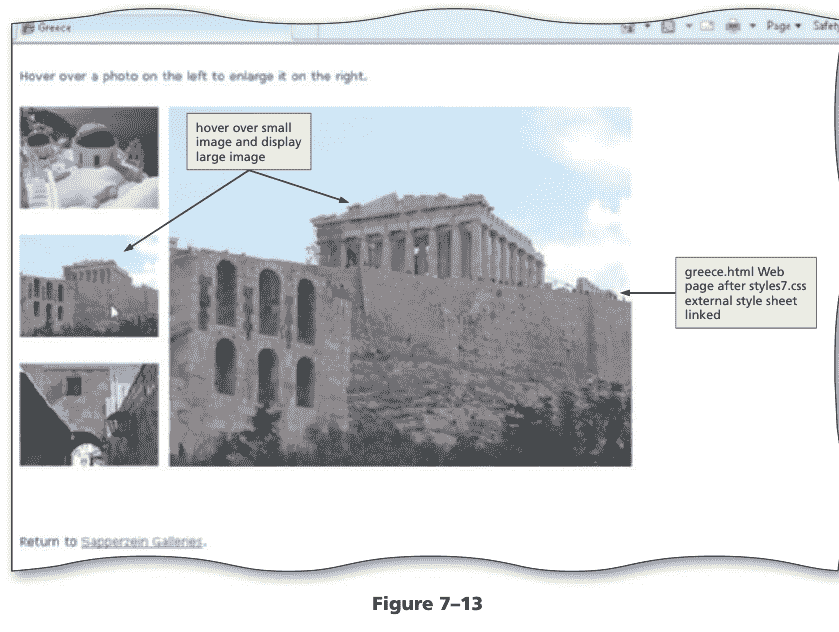 Greece
Page
Safety
Hover over a photo on the left to enlarge it on the right.
hover over small
image and display
large image
greece.html Web
page after styles7.css
external style sheet
linked
Return to Sapperzein Galleries.
Figure 7–13